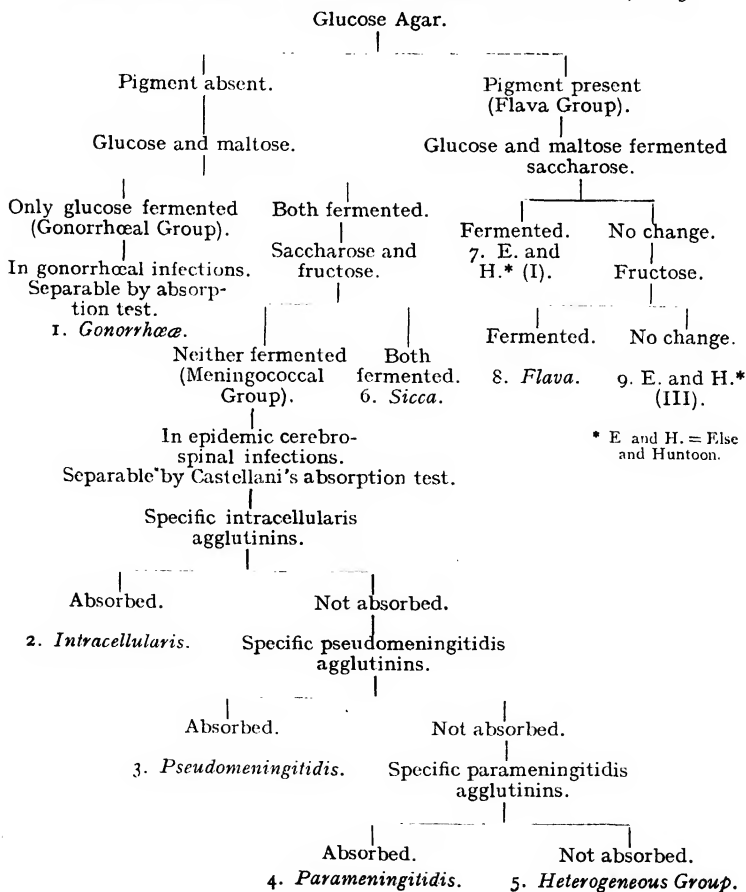 Glucose Agar.
Pigment absent.
Pigment present
(Flava Group).
Glucose and maltose.
Glucose and maltose fermented
saccharose.
Only glucose fermented
(Gonorrhœal Group).
Both fermented.
Fermented.
7. E. and
H.* (I).
No change.
In gonorrhœal infections.
Separable by absorp-
tion test.
1. Gonorrhœæ.
Saccharose and
fructose.
Fructose.
Neither fermented
(Meningococcal
Group).
Both
fermented.
6. Sicca.
Fermented.
8. Flava.
No change.
9. E. and H.*
(III).
In epidemic cerebro-
spinal infections.
Separable by Castellani's absorption test.
* E and H. = Else
and Huntoon.
Specific intracellularis
agglutinins.
Absorbed.
Not absorbed.
2. Intracellularis.
Specific pseudomeningitidis
agglutinins.
Absorbed.
Not absorbed.
3. Pseudomeningitidis.
Specific parameningitidis
agglutinins.
Absorbed.
Not absorbed.
4. Parameningitidis.
5. Heterogeneous Group.